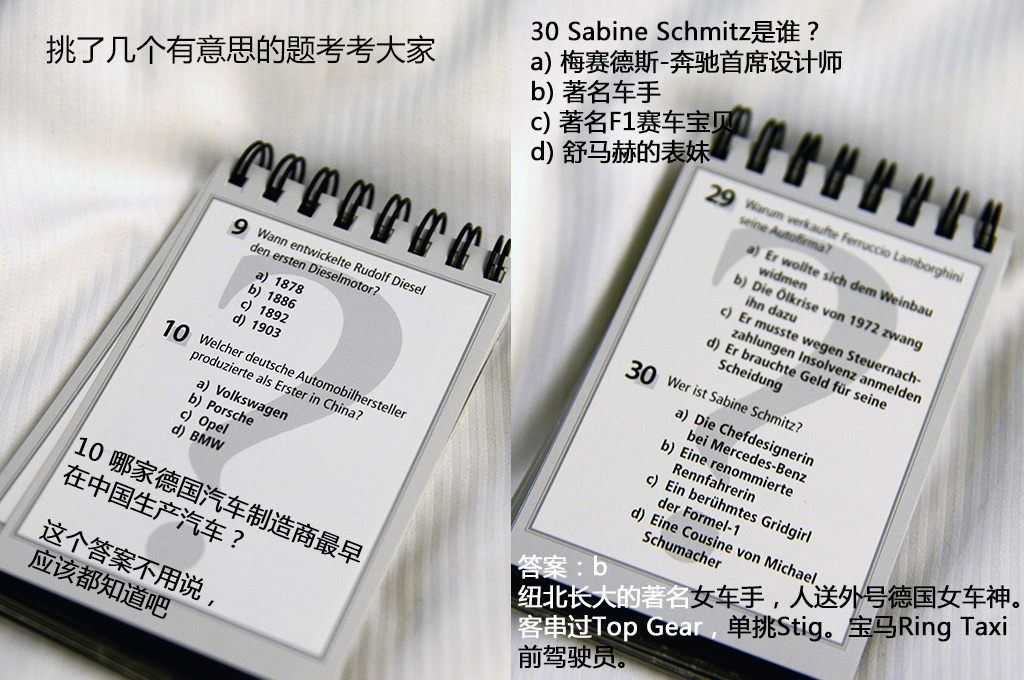 挑了几个有意思的题考考大家
9 Wann entwickelte Rudolf Diesel
den ersten Dieselmotor?
a) 1878
b) 1886
c) 1892
d) 1903
10 Welcher deutsche Automobilhersteller
produzierte als Erster in China?
a) Volkswagen
b) Porsche
c) Opel
d) BMW
10 哪家德国汽车制造商最早
在中国生产汽车？
这个答案不用说，
应该都知道吧
30 Sabine Schmitz是谁？
a) 梅赛德斯-奔驰首席设计师
b) 著名车手
c) 著名F1赛车宝贝
d) 舒马赫的表妹
29 Warum verkaufte Ferruccio Lamborghini
seine Autofirma?
a) Er wollte sich dem Weinbau
widmen
b) Die Ölkrise von 1972 zwang
ihn dazu
c) Er musste wegen Steuernach-
zahlungen Insolvenz anmelden
d) Er brauchte Geld für seine
Scheidung
30 Wer ist Sabine Schmitz?
a) Die Chefdesignerin
bei Mercedes-Benz
b) Eine renommierte
Rennfahrerin
c) Ein berühmtes Gridgirl
der Formel-1
d) Eine Cousine von Michael
Schumacher
答案：b
纽北长大的著名女车手，人送外号德国女车神。
客串过Top Gear，单挑Stig。宝马Ring Taxi
前驾驶员。